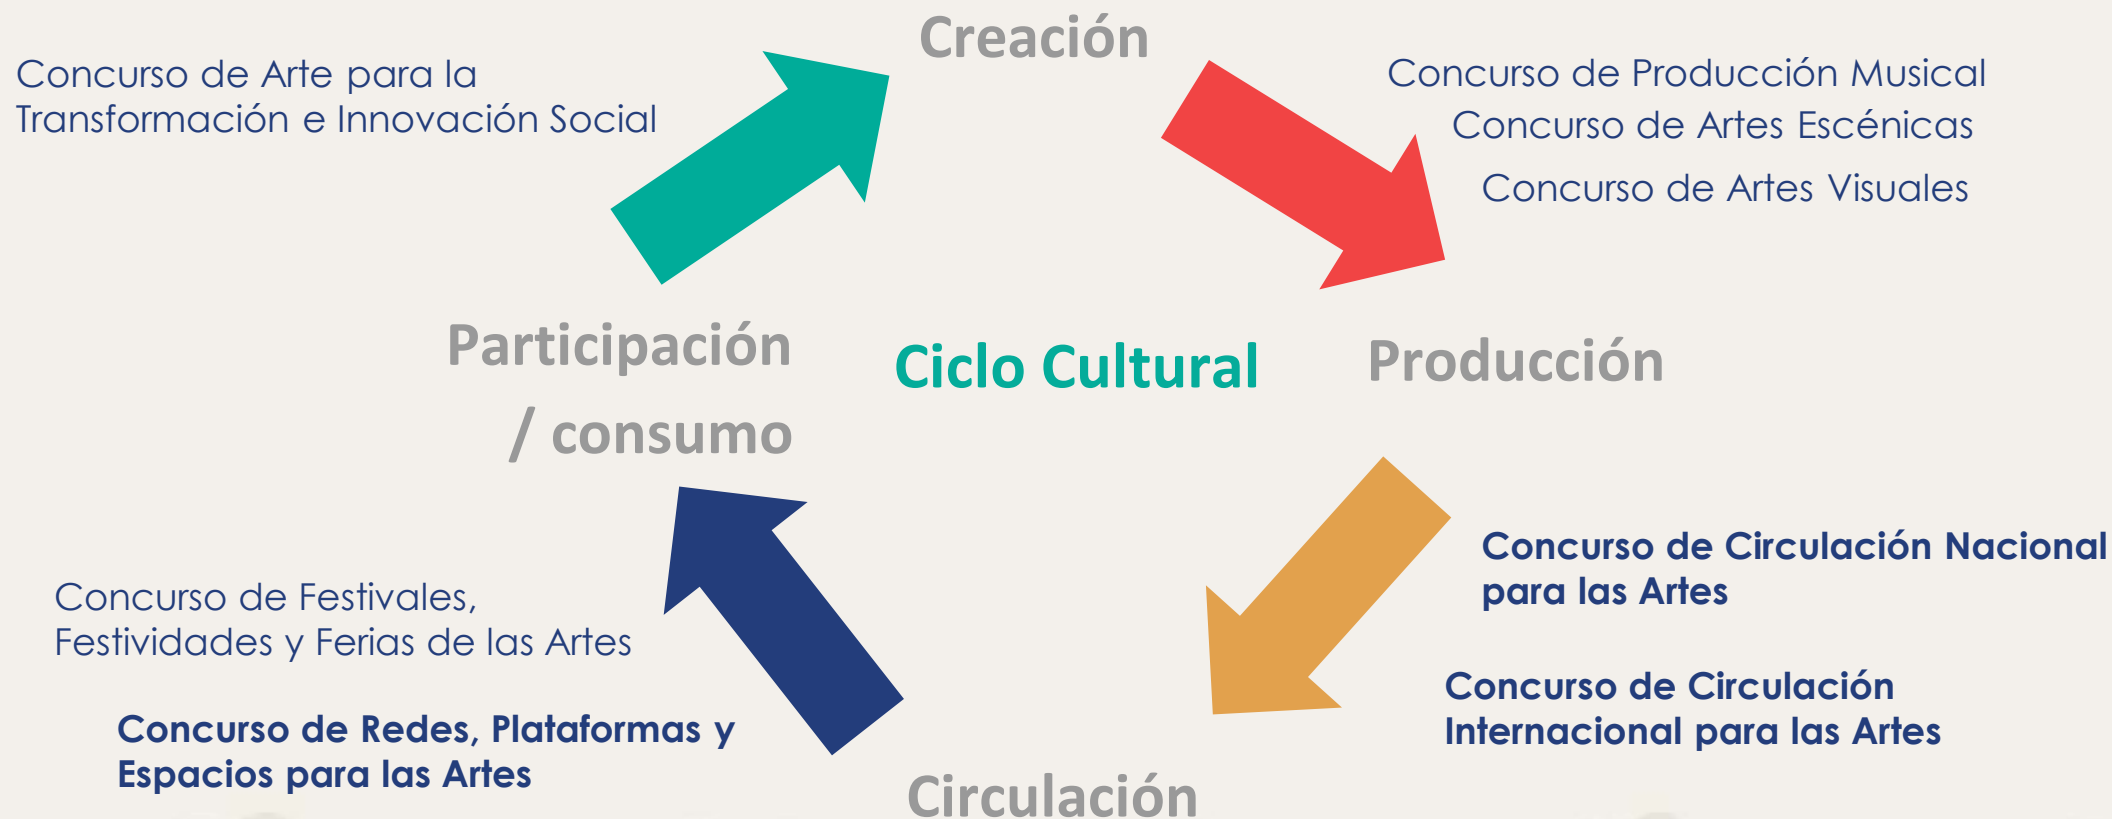 Creación
Concurso de Arte para la
Transformación e Innovación Social
Concurso de Producción Musical
Concurso de Artes Escénicas
Concurso de Artes Visuales
Participación
/ consumo
Ciclo Cultural
Producción
Concurso de Circulación Nacional
para las Artes
Concurso de Festivales,
Festividades y Ferias de las Artes
Concurso de Circulación
Internacional para las Artes
Concurso de Redes, Plataformas y
Espacios para las Artes
Circulación